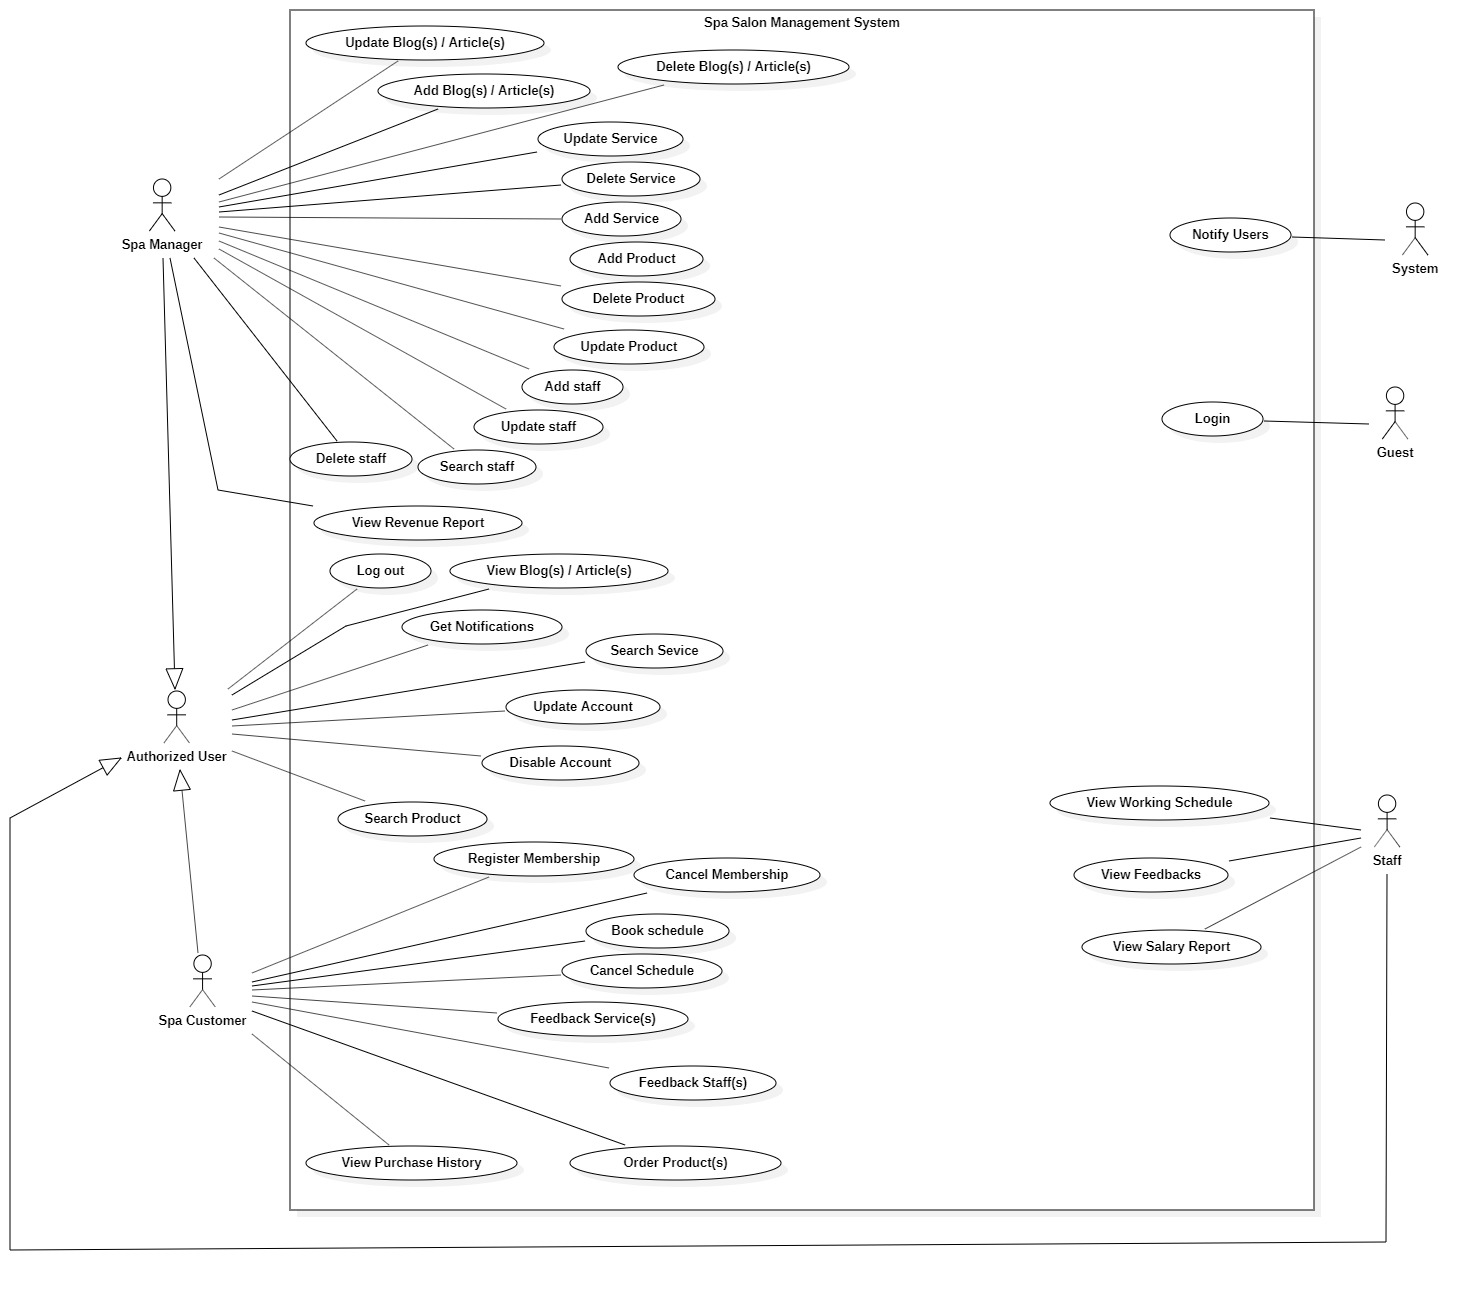 Spa Salon Management System
Update Blog(s) / Article(s)
Delete Blog(s) / Article(s)
Add Blog(s) / Article(s)
Update Service
Delete Service
Add Service
Notify Users
Spa Manager
Add Product
System
Delete Product
Update Product
Add staff
Login
Update staff
Guest
Delete staff
Search staff
View Revenue Report
Log out
View Blog(s) / Article(s)
Get Notifications
Search Sevice
Update Account
Authorized User
Disable Account
View Working Schedule
Search Product
Register Membership
Staff
Cancel Membership
View Feedbacks
Book schedule
View Salary Report
Cancel Schedule
Feedback Service(s)
Spa Customer
Feedback Staff(s)
View Purchase History
Order Product(s)